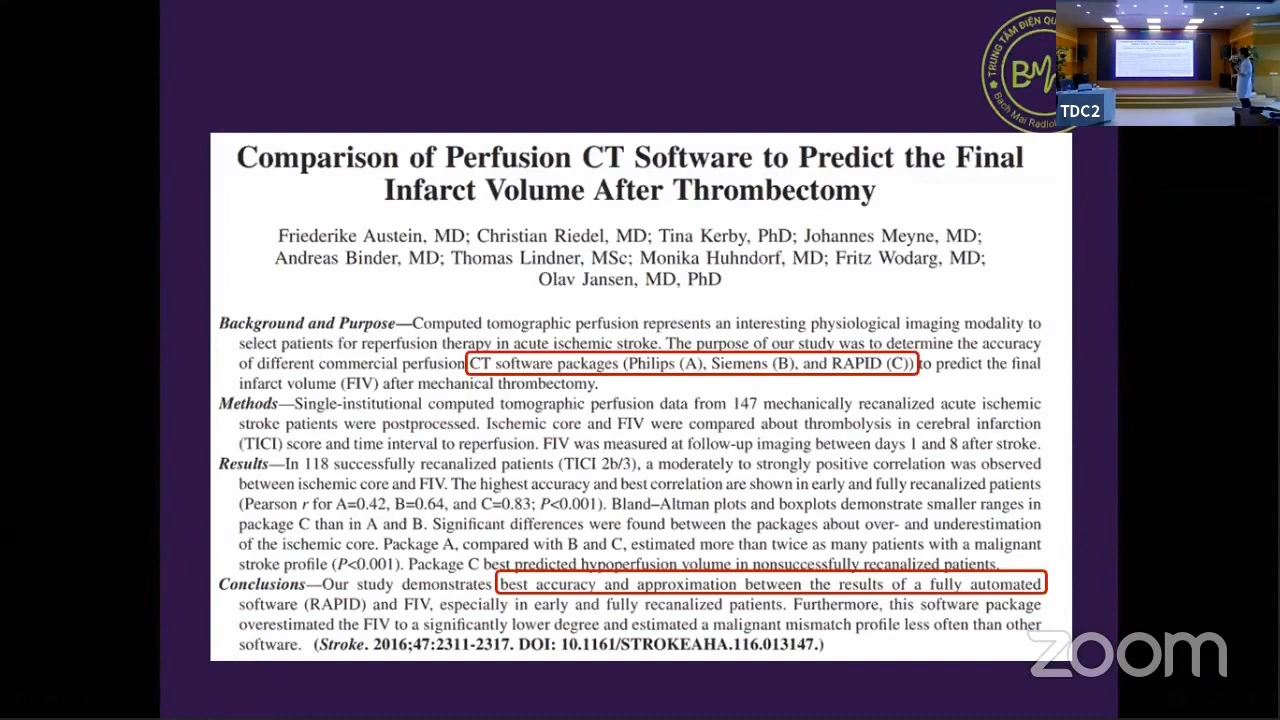 TRUNG TÂM ĐIỆN QU
BM
Bach Mai Radiol
TDC2
Comparison of Perfusion CT Software to Predict the Final
Infarct Volume After Thrombectomy
Friederike Austein, MD; Christian Riedel, MD; Tina Kerby, PhD; Johannes Meyne, MD;
Andreas Binder, MD; Thomas Lindner, MSc; Monika Huhndorf, MD; Fritz Wodarg, MD;
Olav Jansen, MD, PhD
Background and Purpose—Computed tomographic perfusion represents an interesting physiological imaging modality to
select patients for reperfusion therapy in acute ischemic stroke. The purpose of our study was to determine the accuracy
of different commercial perfusion CT software packages (Philips (A), Siemens (B), and RAPID (C)) to predict the final
infarct volume (FIV) after mechanical thrombectomy.
Methods—Single-institutional computed tomographic perfusion data from 147 mechanically recanalized acute ischemic
stroke patients were postprocessed. Ischemic core and FIV were compared about thrombolysis in cerebral infarction
(TICI) score and time interval to reperfusion. FIV was measured at follow-up imaging between days 1 and 8 after stroke.
Results—In 118 successfully recanalized patients (TICI 2b/3), a moderately to strongly positive correlation was observed
between ischemic core and FIV. The highest accuracy and best correlation are shown in early and fully recanalized patients
(Pearson r for A=0.42, B=0.64, and C=0.83; P<0.001). Bland–Altman plots and boxplots demonstrate smaller ranges in
package C than in A and B. Significant differences were found between the packages about over- and underestimation
of the ischemic core. Package A, compared with B and C, estimated more than twice as many patients with a malignant
stroke profile (P<0.001). Package C best predicted hypoperfusion volume in nonsuccessfully recanalized patients.
Conclusions—Our study demonstrates best accuracy and approximation between the results of a fully automated
software (RAPID) and FIV, especially in early and fully recanalized patients. Furthermore, this software package
overestimated the FIV to a significantly lower degree and estimated a malignant mismatch profile less often than other
software. (Stroke. 2016;47:2311-2317. DOI: 10.1161/STROKEAHA.116.013147.)
zoom